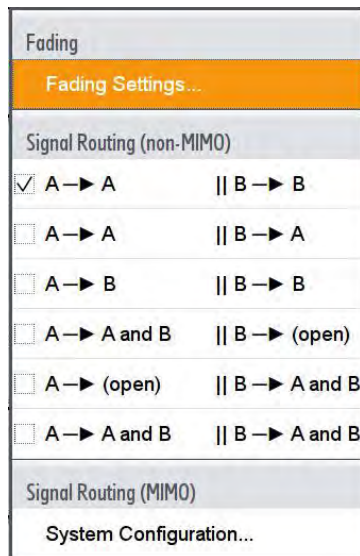 Fading
Fading Settings...
Signal Routing (non-MIMO)
A —► A || B —► B
A —► A || B —► A
A —► B || B —► B
A —► A and B || B —► (open)
A —► (open) || B —► A and B
A —► A and B || B —► A and B
Signal Routing (MIMO)
System Configuration...